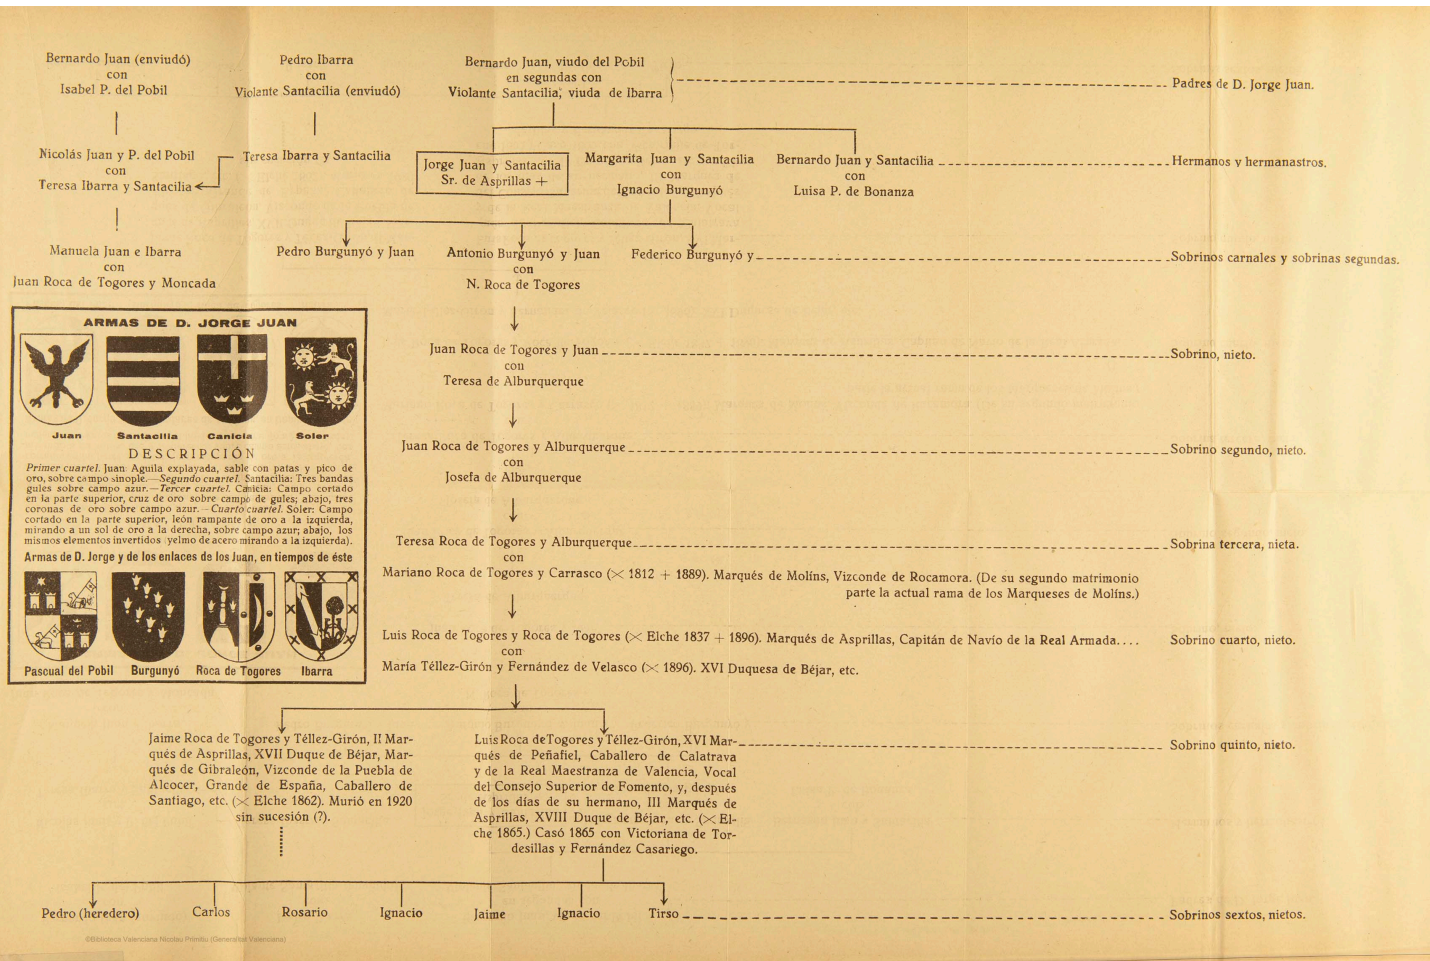 Bernardo Juan (enviudó)
con
Isabel P. del Pobil
Pedro Ibarra
con
Violante Santacilia (enviudó)
Bernardo Juan, viudo del Pobil
en segundas con
Violante Santacilia, viuda de Ibarra
Padres de D. Jorge Juan.
Nicolás Juan y P. del Pobil
con
Teresa Ibarra y Santacilia
Teresa Ibarra y Santacilia
Jorge Juan y Santacilia
Sr. de Asprillas +
Margarita Juan y Santacilia
con
Ignacio Burgunyó
Bernardo Juan y Santacilia
con
Luisa P. de Bonanza
Hermanos y hermanastros.
Manuela Juan e Ibarra
con
Juan Roca de Togores y Moncada
Pedro Burgunyó y Juan
Antonio Burgunyó y Juan
con
N. Roca de Togores
Federico Burgunyó y
Sobrinos carnales y sobrinas segundas.
ARMAS DE D. JORGE JUAN
Juan Santacilia Canicia Soler
DESCRIPCIÓN
Primer cuartel. Juan: Aguila explayada, sable con patas y pico de
oro, sobre campo sinople.—Segundo cuartel. Santacilia: Tres bandas
gules sobre campo azur.—Tercer cuartel. Canicia: Campo cortado
en la parte superior, cruz de oro sobre campo de gules; abajo, tres
coronas de oro sobre campo azur.—Cuarto cuartel. Soler: Campo
cortado en la parte superior, león rampante de oro a la izquierda,
mirando a un sol de oro a la derecha, sobre campo azur; abajo, los
mismos elementos invertidos (yelmo de acero mirando a la izquierda).
Armas de D. Jorge y de los enlaces de los Juan, en tiempos de éste
Pascual del Pobil Burgunyó Roca de Togores Ibarra
Juan Roca de Togores y Juan
con
Teresa de Alburquerque
Sobrino, nieto.
Juan Roca de Togores y Alburquerque
con
Josefa de Alburquerque
Sobrino segundo, nieto.
Teresa Roca de Togores y Alburquerque
con
Mariano Roca de Togores y Carrasco (× 1812 + 1889). Marqués de Molíns, Vizconde de Rocamora. (De su segundo matrimonio
parte la actual rama de los Marqueses de Molíns.)
Sobrina tercera, nieta.
Luis Roca de Togores y Roca de Togores (× Elche 1837 + 1896). Marqués de Asprillas, Capitán de Navío de la Real Armada....
con
María Téllez-Girón y Fernández de Velasco (× 1896). XVI Duquesa de Béjar, etc.
Sobrino cuarto, nieto.
Jaime Roca de Togores y Téllez-Girón, II Mar-
qués de Asprillas, XVII Duque de Béjar, Mar-
qués de Gibraleón, Vizconde de la Puebla de
Alcocer, Grande de España, Caballero de
Santiago, etc. (× Elche 1862). Murió en 1920
sin sucesión (?).
Luis Roca de Togores y Téllez-Girón, XVI Mar-
qués de Peñafiel, Caballero de Calatrava
y de la Real Maestranza de Valencia, Vocal
del Consejo Superior de Fomento, y, después
de los días de su hermano, III Marqués de
Asprillas, XVIII Duque de Béjar, etc. (× El-
che 1865.) Casó 1865 con Victoriana de Tor-
desillas y Fernández Casariego.
Sobrino quinto, nieto.
Pedro (heredero) Carlos Rosario Ignacio Jaime Ignacio Tirso
Sobrinos sextos, nietos.
©Biblioteca Valenciana Nicolau Primitiu (Generalitat Valenciana)